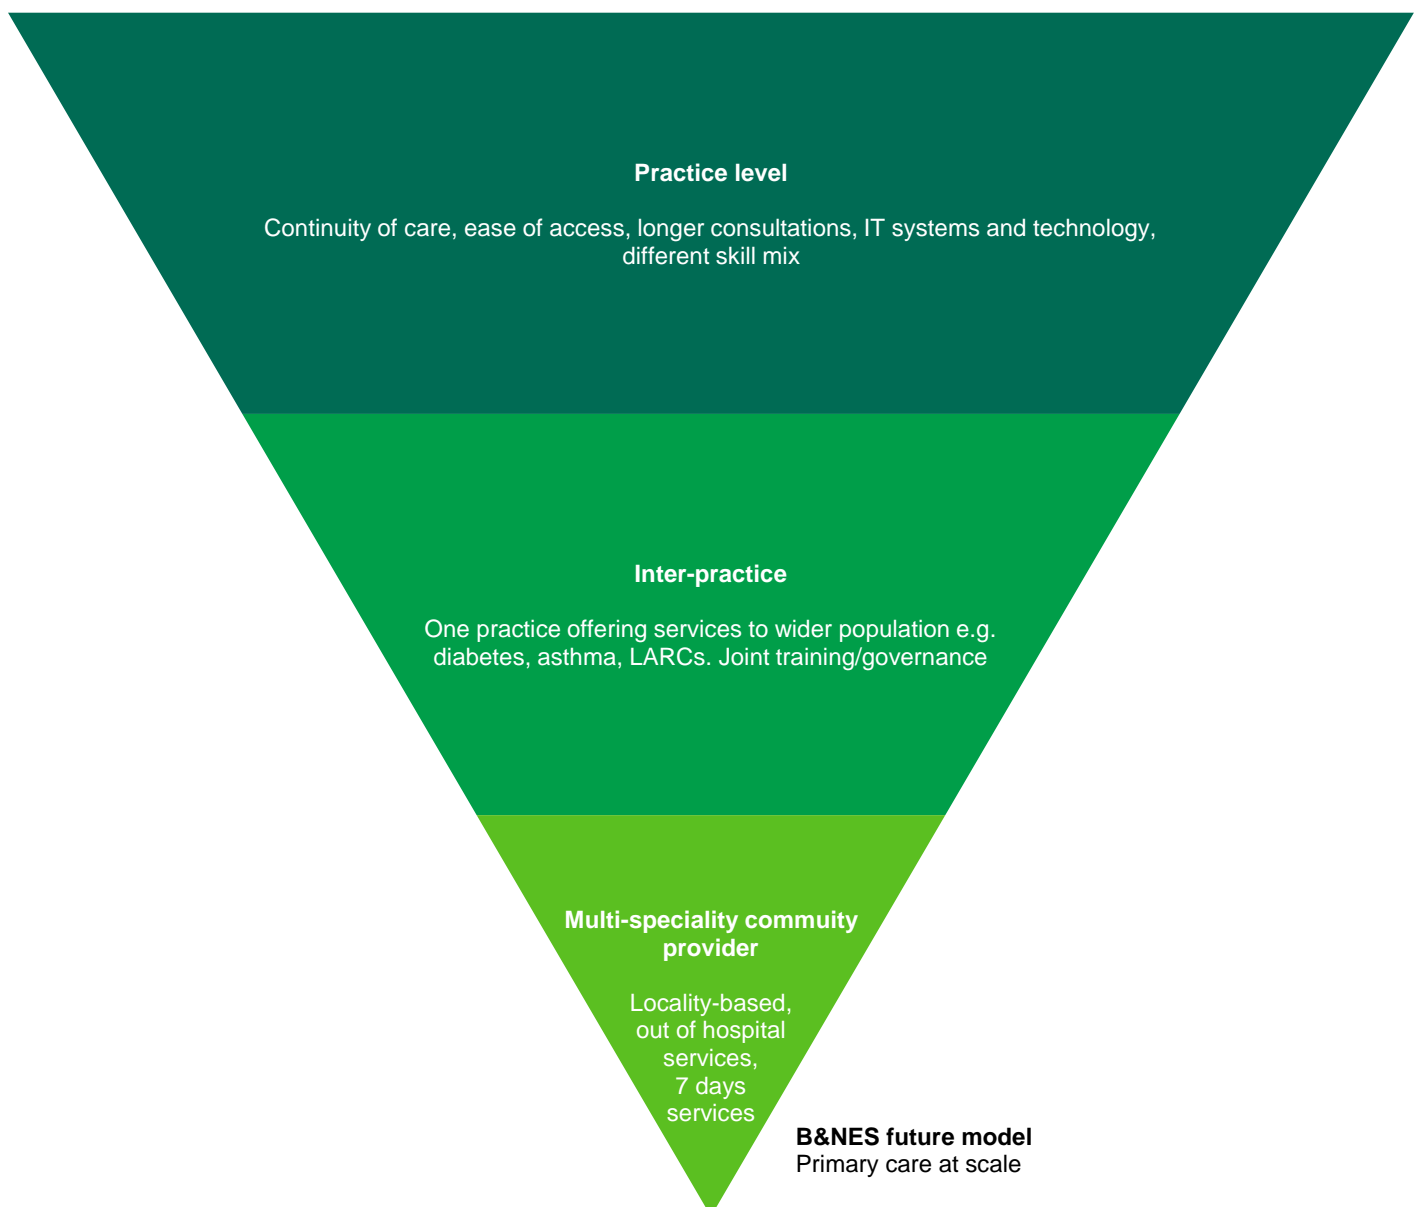 Practice level
Continuity of care, ease of access, longer consultations, IT systems and technology,
different skill mix
Inter-practice
One practice offering services to wider population e.g.
diabetes, asthma, LARCs. Joint training/governance
Multi-speciality commuity
provider
Locality-based,
out of hospital
services,
7 days
services
B&NES future model
Primary care at scale